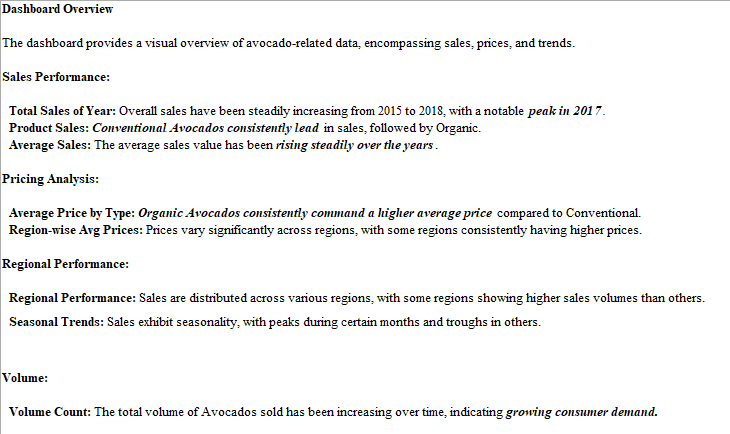 Dashboard Overview
The dashboard provides a visual overview of avocado-related data, encompassing sales, prices, and trends.
Sales Performance:
Total Sales of Year: Overall sales have been steadily increasing from 2015 to 2018, with a notable peak in 2017.
Product Sales: Conventional Avocados consistently lead in sales, followed by Organic.
Average Sales: The average sales value has been rising steadily over the years.
Pricing Analysis:
Average Price by Type: Organic Avocados consistently command a higher average price compared to Conventional.
Region-wise Avg Prices: Prices vary significantly across regions, with some regions consistently having higher prices.
Regional Performance:
Regional Performance: Sales are distributed across various regions, with some regions showing higher sales volumes than others.
Seasonal Trends: Sales exhibit seasonality, with peaks during certain months and troughs in others.
Volume:
Volume Count: The total volume of Avocados sold has been increasing over time, indicating growing consumer demand.